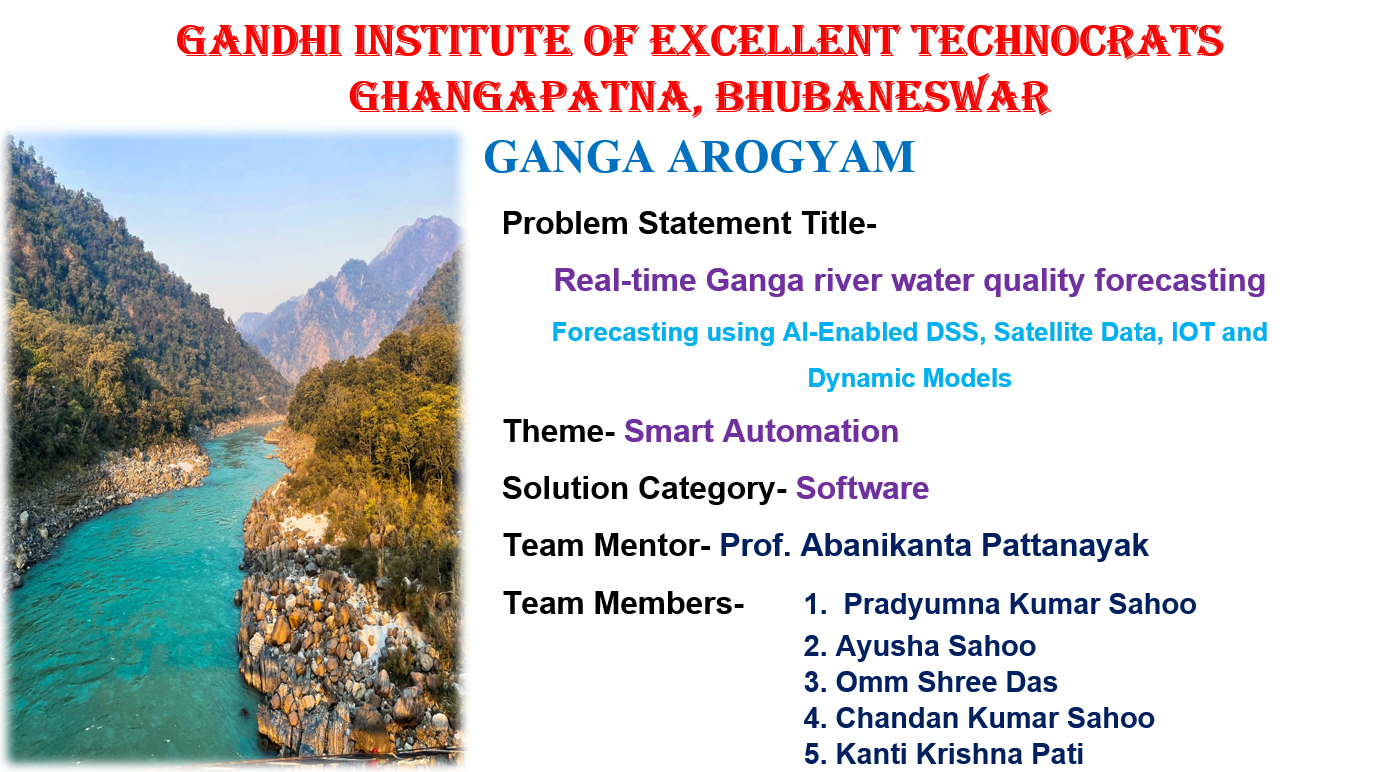 GANDHI INSTITUTE OF EXCELLENT TECHNOCRATS
GHANGAPATNA, BHUBANESWAR
GANGA AROGYAM
Problem Statement Title-
Real-time Ganga river water quality forecasting
Forecasting using AI-Enabled DSS, Satellite Data, IOT and
Dynamic Models
Theme- Smart Automation
Solution Category- Software
Team Mentor- Prof. Abanikanta Pattanayak
Team Members- 1. Pradyumna Kumar Sahoo
2. Ayusha Sahoo
3. Omm Shree Das
4. Chandan Kumar Sahoo
5. Kanti Krishna Pati